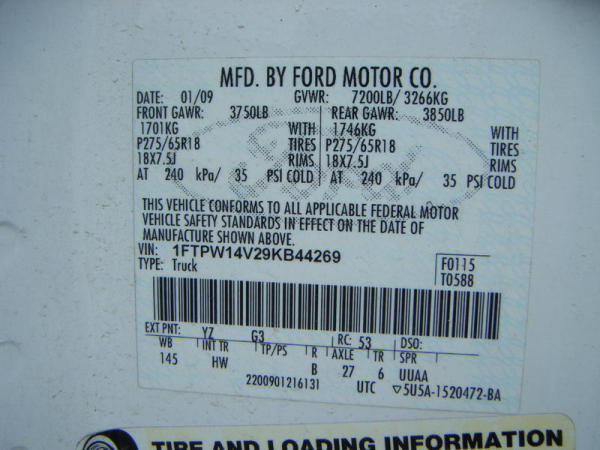 MFD. BY FORD MOTOR CO.
DATE: 01/09 GVWR: 7200LB/ 3266KG
FRONT GAWR: 3750LB REAR GAWR: 3850LB
1701KG WITH 1746KG WITH
P275/65R18 TIRES P275/65R18 TIRES
18X7.5J RIMS 18X7.5J RIMS
AT 240 kPa/ 35 PSI COLD AT 240 kPa/ 35 PSI COLD
THIS VEHICLE CONFORMS TO ALL APPLICABLE FEDERAL MOTOR
VEHICLE SAFETY STANDARDS IN EFFECT ON THE DATE OF
MANUFACTURE SHOWN ABOVE.
VIN: 1FTPW14V29KB44269
TYPE: Truck
F0115
T0588
EXT PNT: YZ G3 RC: 53 DSO:
WB INT TR TP/PS R AXLE TR SPR
145 HW B 27 6 UUAA
2200901216131 UTC ▽5U5A-1520472-BA
TIRE AND LOADING INFORMATION